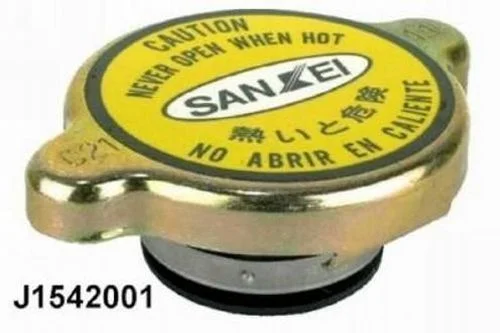 CAUTION
NEVER OPEN WHEN HOT
SANKEI
熱いと危険
NO ABRIR EN CALIENTE
C21
J1542001